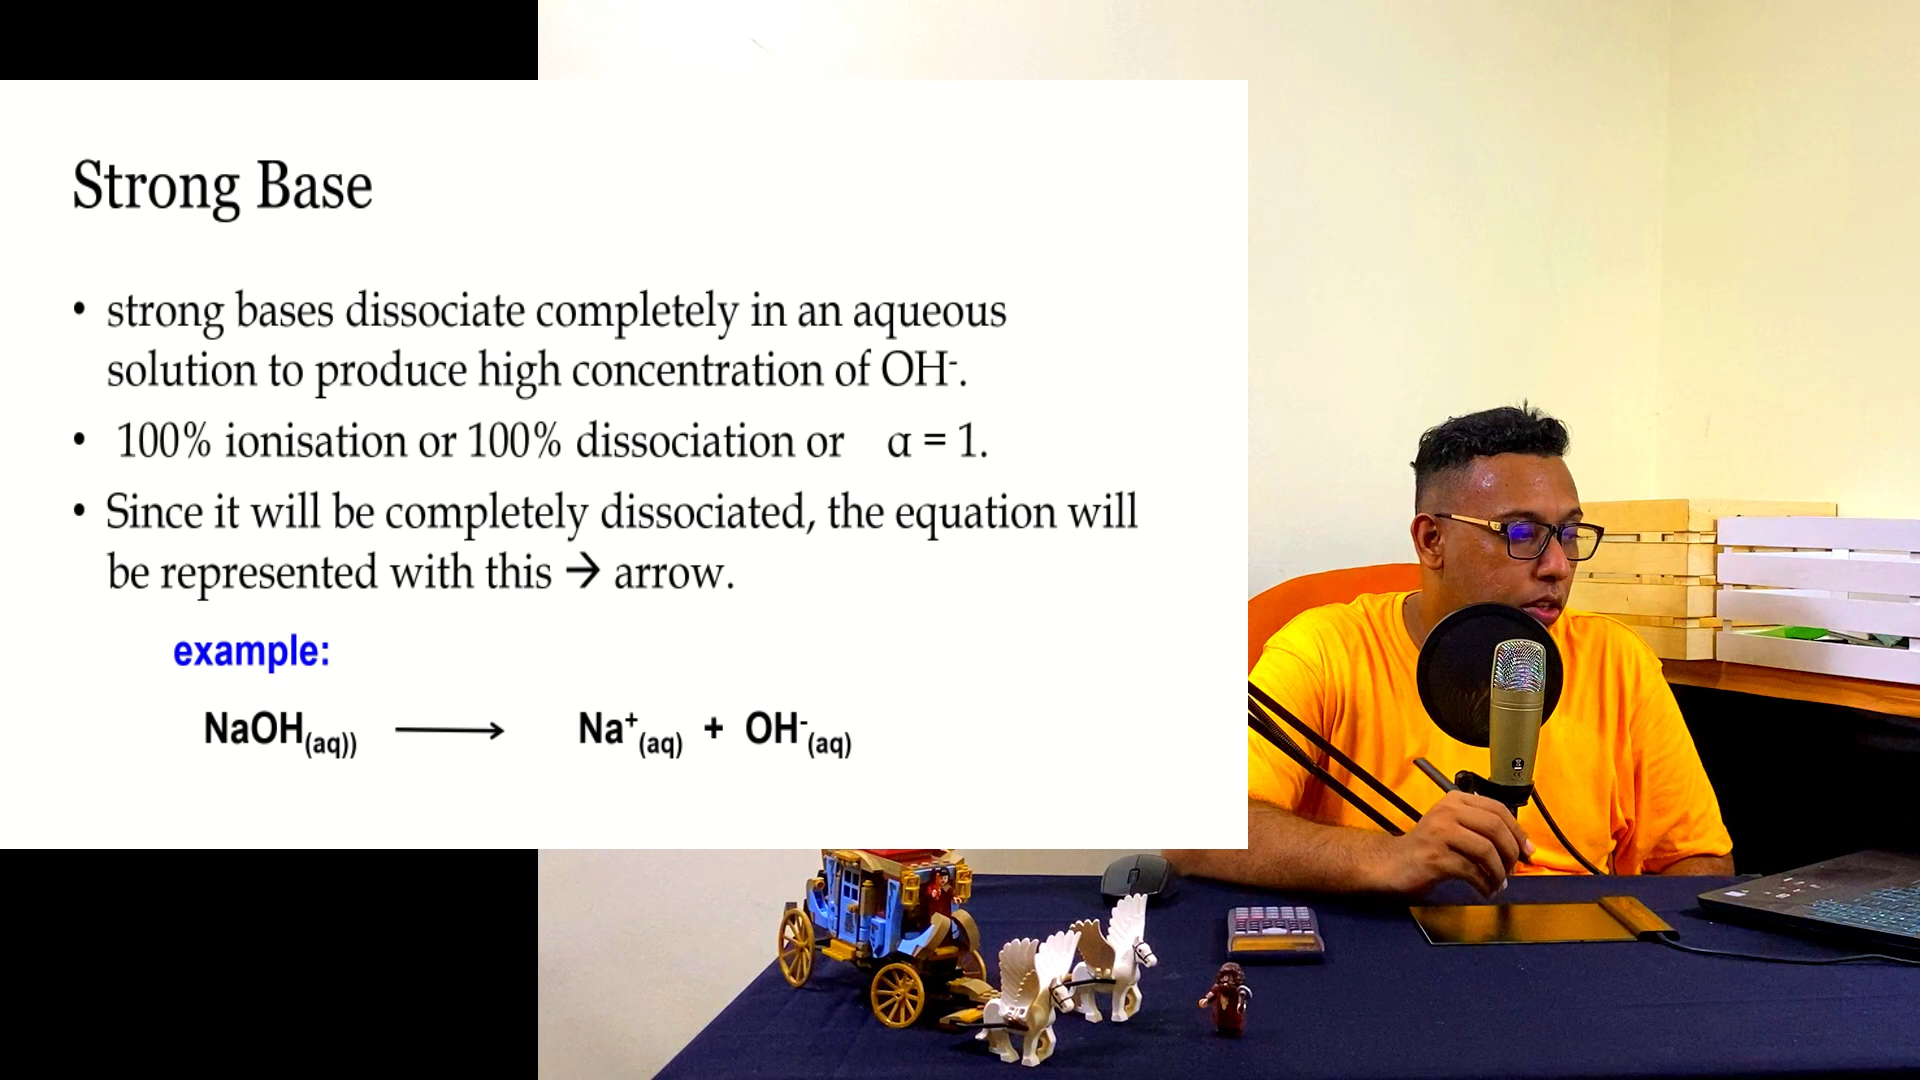 Strong Base
• strong bases dissociate completely in an aqueous
solution to produce high concentration of OH⁻.
• 100% ionisation or 100% dissociation or α = 1.
• Since it will be completely dissociated, the equation will
be represented with this → arrow.
example:
NaOH(aq)) ⟶ Na⁺(aq) + OH⁻(aq)